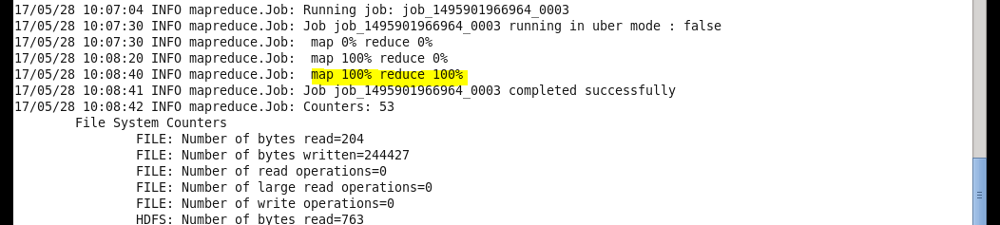 17/05/28 10:07:04 INFO mapreduce.Job: Running job: job_1495901966964_0003
17/05/28 10:07:30 INFO mapreduce.Job: Job job_1495901966964_0003 running in uber mode : false
17/05/28 10:07:30 INFO mapreduce.Job:  map 0% reduce 0%
17/05/28 10:08:20 INFO mapreduce.Job:  map 100% reduce 0%
17/05/28 10:08:40 INFO mapreduce.Job:  map 100% reduce 100%
17/05/28 10:08:41 INFO mapreduce.Job: Job job_1495901966964_0003 completed successfully
17/05/28 10:08:42 INFO mapreduce.Job: Counters: 53
File System Counters
FILE: Number of bytes read=204
FILE: Number of bytes written=244427
FILE: Number of read operations=0
FILE: Number of large read operations=0
FILE: Number of write operations=0
HDFS: Number of bytes read=763